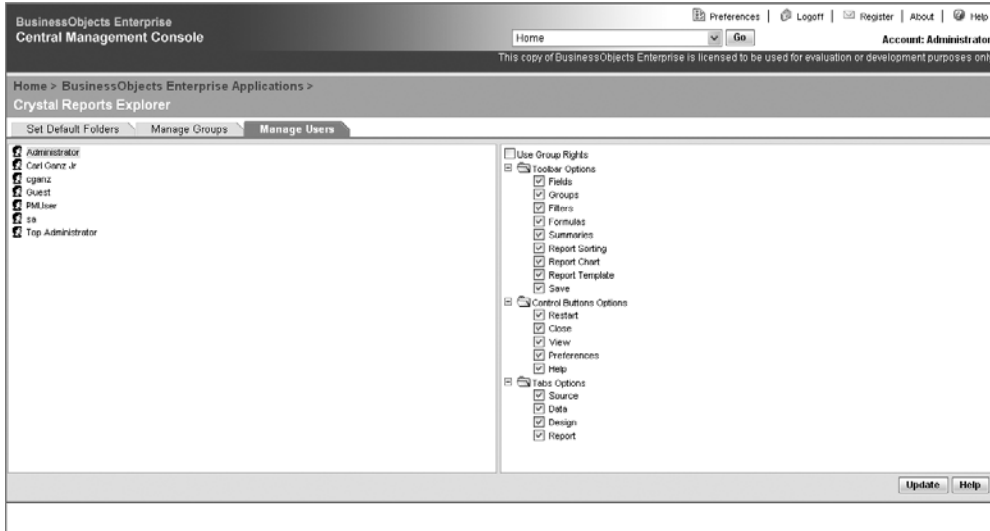 BusinessObjects Enterprise
Central Management Console
Preferences | Logoff | Register | About | Help
Home Go
Account: Administrator
This copy of BusinessObjects Enterprise is licensed to be used for evaluation or development purposes onl
Home > BusinessObjects Enterprise Applications >
Crystal Reports Explorer
Set Default Folders Manage Groups Manage Users
Administrator
Carl Ganz Jr
cganz
Guest
PMUser
sa
Top Administrator
Use Group Rights
Toolbar Options
Fields
Groups
Filters
Formulas
Summaries
Report Sorting
Report Chart
Report Template
Save
Control Buttons Options
Restart
Close
View
Preferences
Help
Tabs Options
Source
Data
Design
Report
Update Help